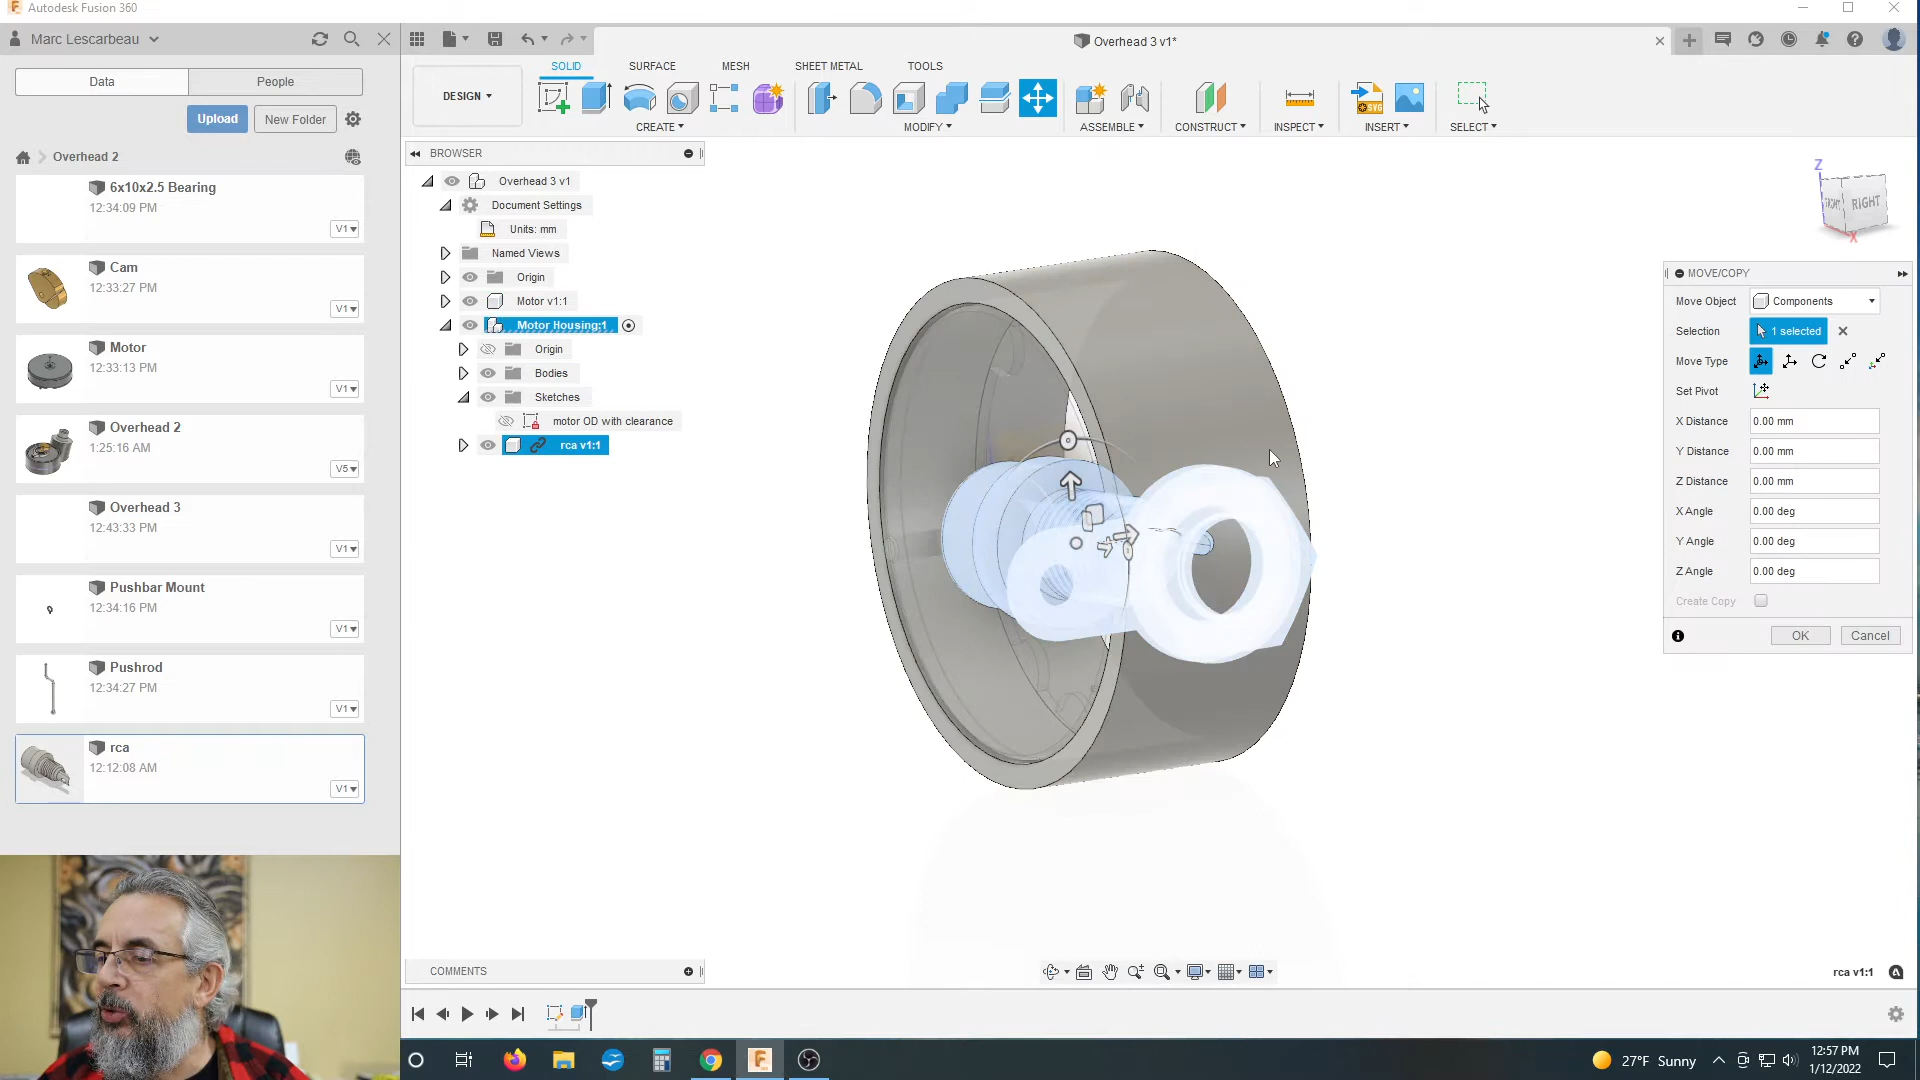 Autodesk Fusion 360
Marc Lescarbeau
Overhead 3 v1*
Data
People
Upload
New Folder
Overhead 2
6x10x2.5 Bearing
12:34:09 PM
V1
Cam
12:33:27 PM
V1
Motor
12:33:13 PM
V1
Overhead 2
1:25:16 AM
V5
Overhead 3
12:43:33 PM
V1
Pushbar Mount
12:34:16 PM
V1
Pushrod
12:34:27 PM
V1
rca
12:12:08 AM
V1
SOLID
SURFACE
MESH
SHEET METAL
TOOLS
DESIGN
CREATE
MODIFY
ASSEMBLE
CONSTRUCT
INSPECT
INSERT
SELECT
BROWSER
Overhead 3 v1
Document Settings
Units: mm
Named Views
Origin
Motor v1:1
Motor Housing:1
Origin
Bodies
Sketches
motor OD with clearance
rca v1:1
Z
FRONT
RIGHT
X
MOVE/COPY
Move Object
Components
Selection
1 selected
Move Type
Set Pivot
X Distance
0.00 mm
Y Distance
0.00 mm
Z Distance
0.00 mm
X Angle
0.00 deg
Y Angle
0.00 deg
Z Angle
0.00 deg
Create Copy
OK
Cancel
COMMENTS
rca v1:1
27°F Sunny
12:57 PM
1/12/2022